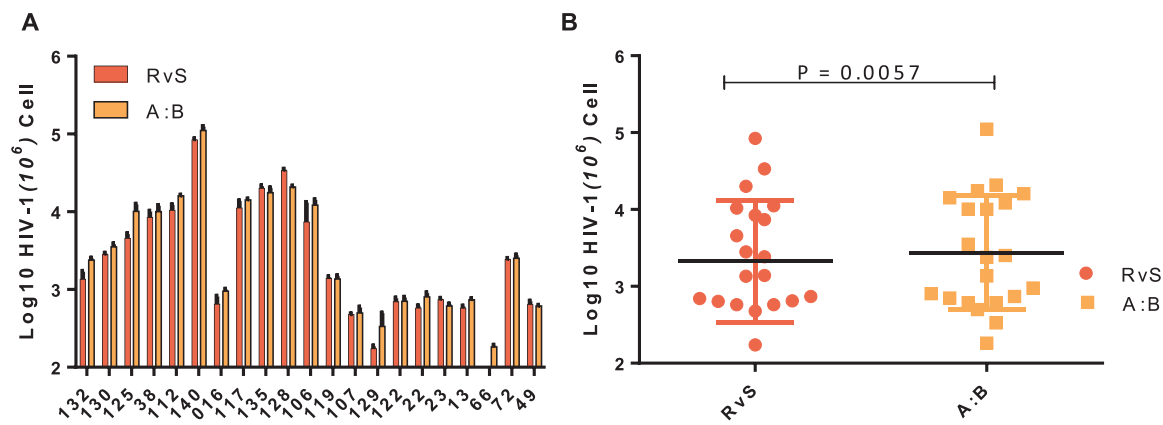 A
Log10 HIV-1 (10^6) Cell
6
5
4
3
2
RvS
A:B
132
130
125
38
112
140
016
117
135
128
106
119
107
129
122
22
23
13
66
72
49
B
Log10 HIV-1 (10^6) Cell
6
5
4
3
2
P = 0.0057
RvS
A:B
RvS
A:B